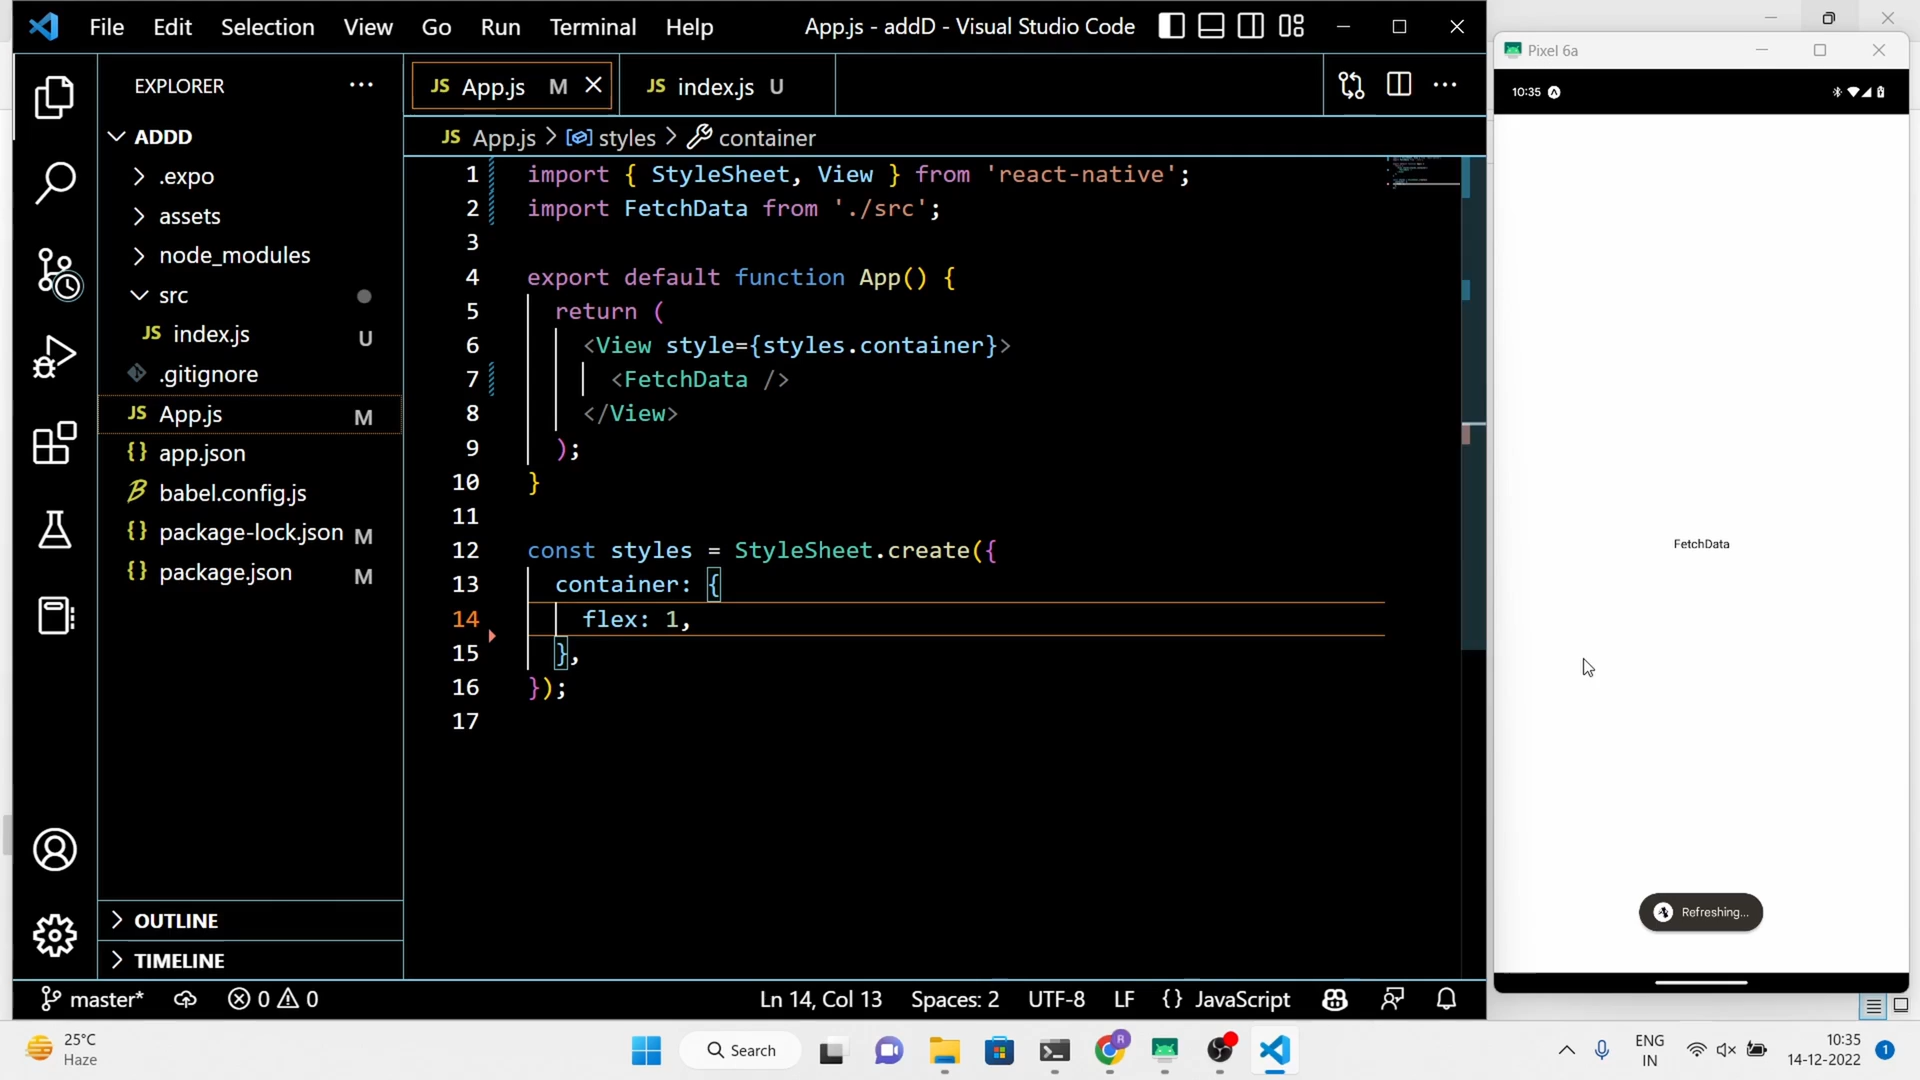 File Edit Selection View Go Run Terminal Help App.js - addD - Visual Studio Code
EXPLORER
ADDD
.expo
assets
node_modules
src
JS index.js U
.gitignore
JS App.js M
{} app.json
babel.config.js
{} package-lock.json M
{} package.json M
OUTLINE
TIMELINE
JS App.js M
JS index.js U
JS App.js > styles > container
1 import { StyleSheet, View } from 'react-native';
2 import FetchData from './src';
3
4 export default function App() {
5 return (
6 <View style={styles.container}>
7 <FetchData />
8 </View>
9 );
10 }
11
12 const styles = StyleSheet.create({
13 container: {
14 flex: 1,
15 },
16 });
17
master* 0 0 Ln 14, Col 13 Spaces: 2 UTF-8 LF {} JavaScript
Pixel 6a
10:35
FetchData
Refreshing...
25°C
Haze
Search
R
ENG
IN
10:35
14-12-2022
1